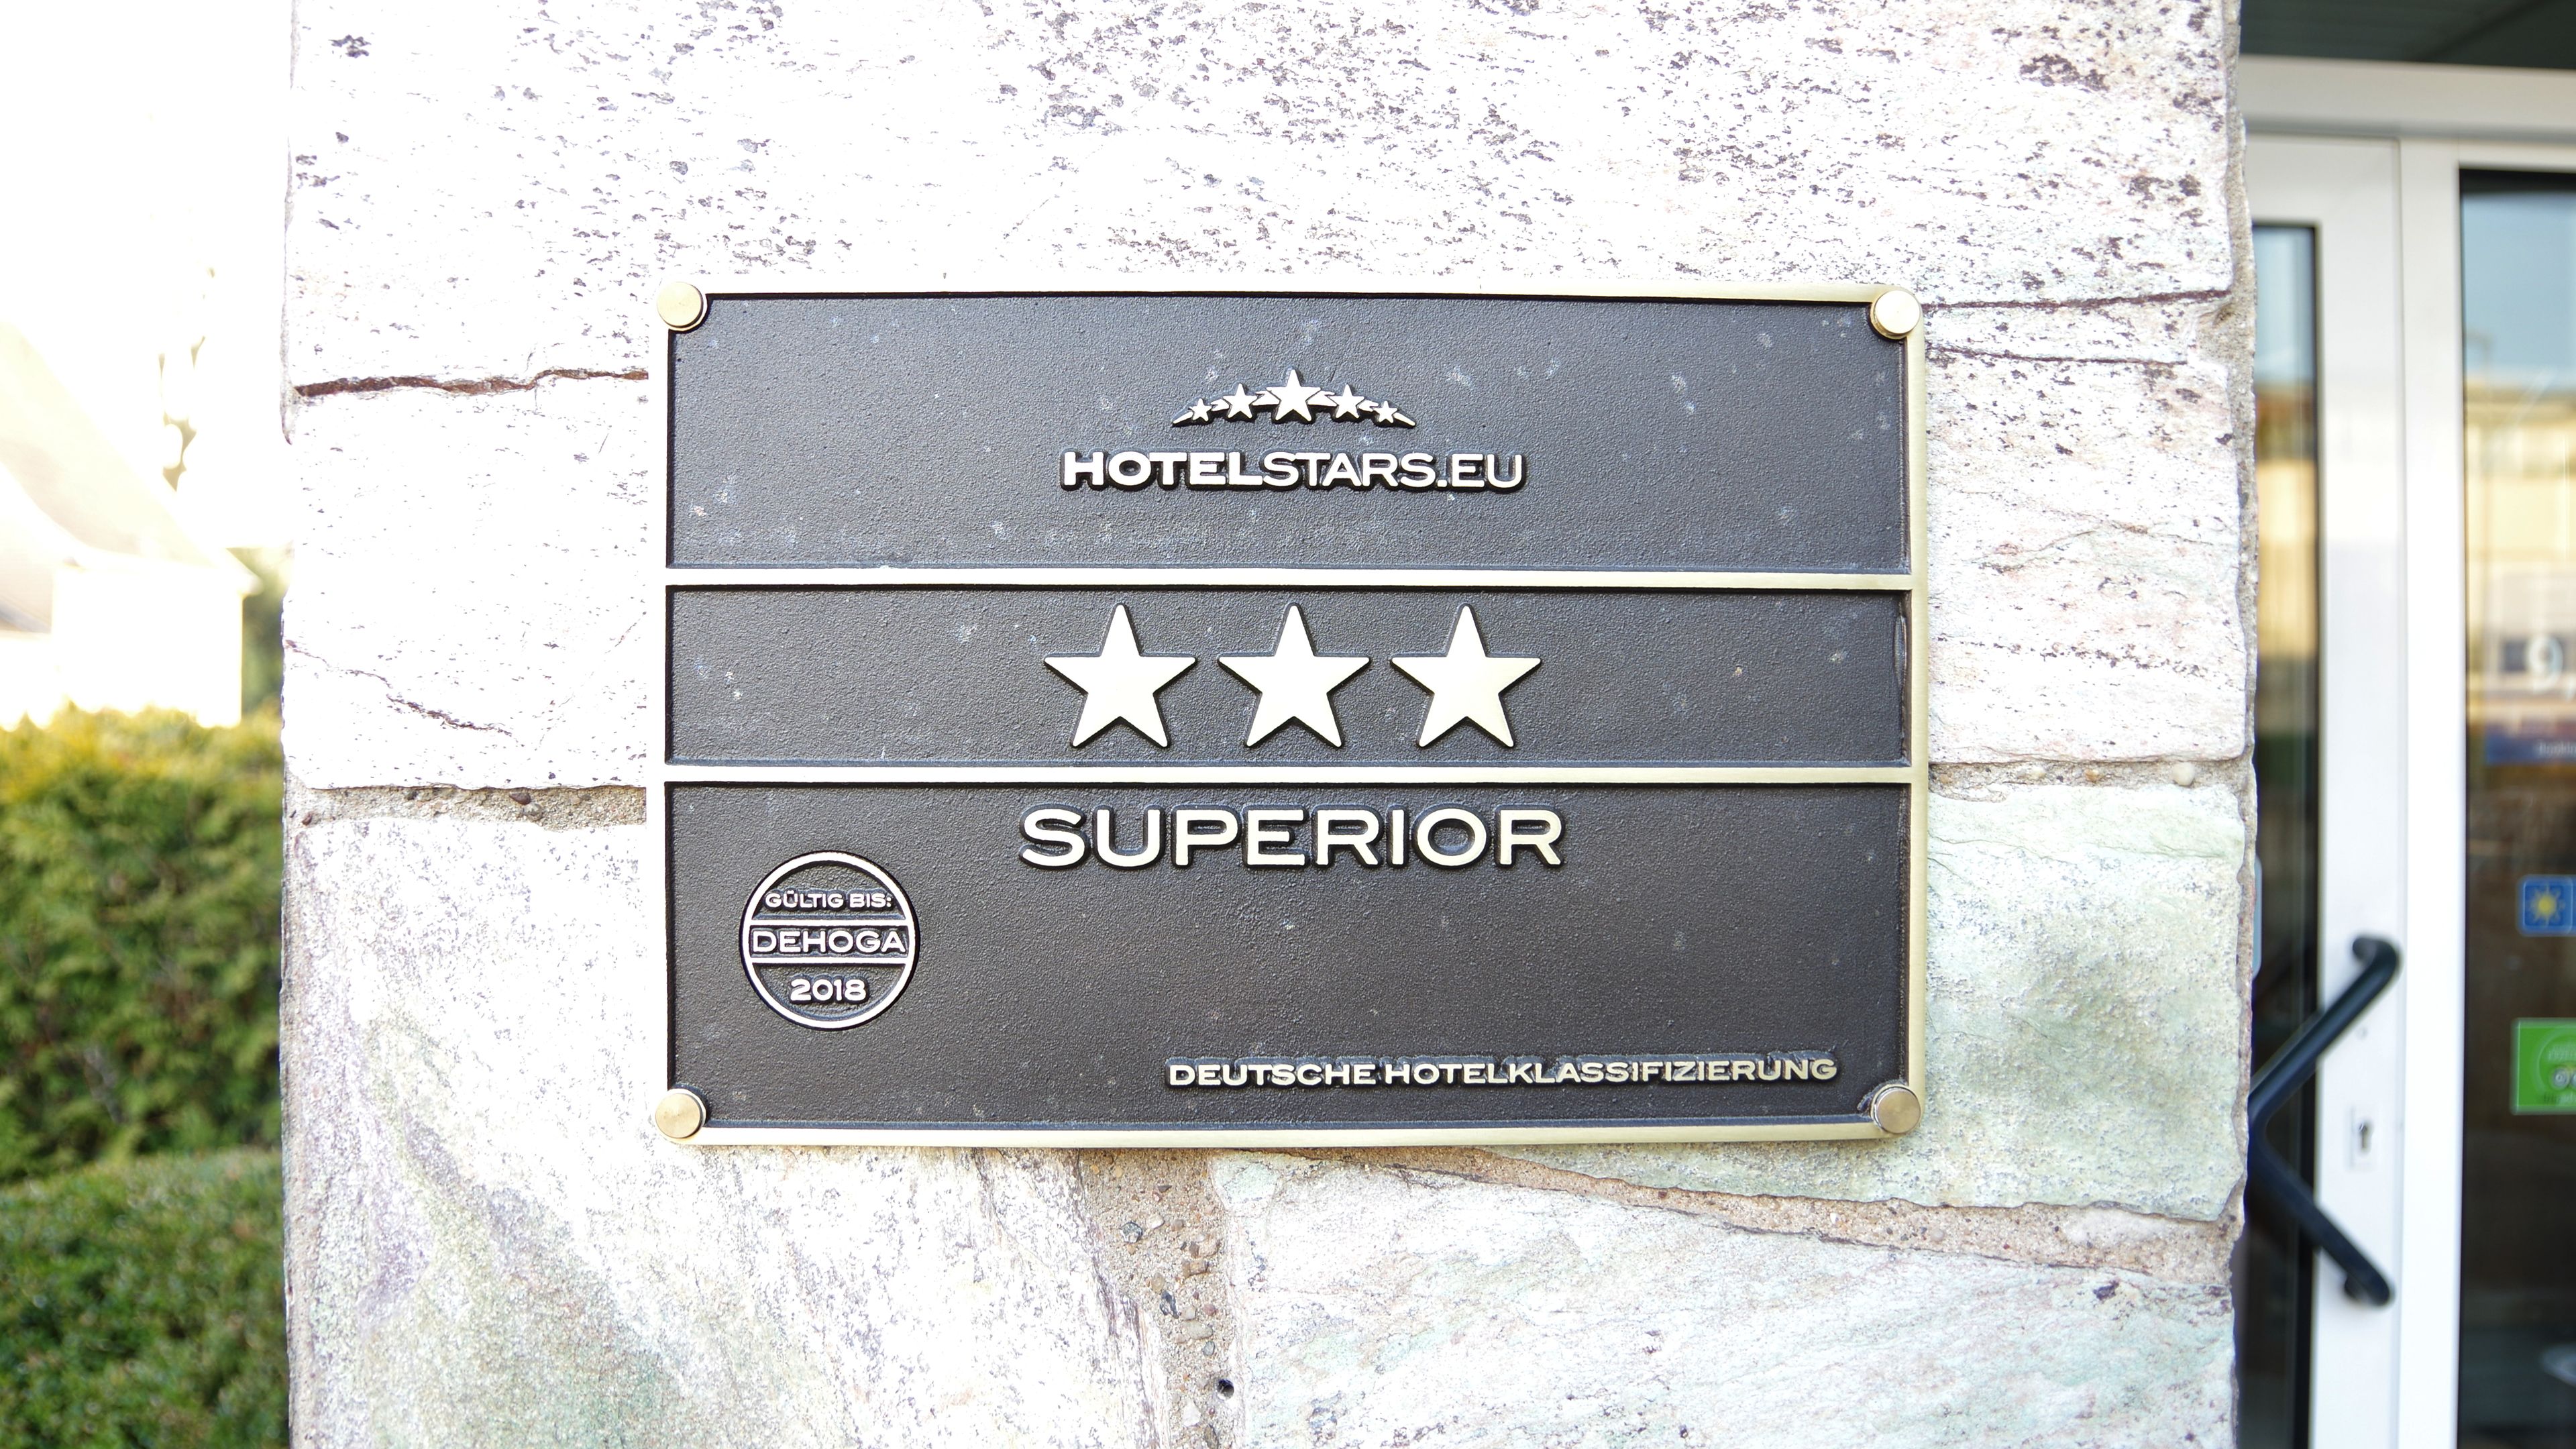 HOTELSTARS.EU
SUPERIOR
GÜLTIG BIS:
DEHOGA
2018
DEUTSCHE HOTELKLASSIFIZIERUNG